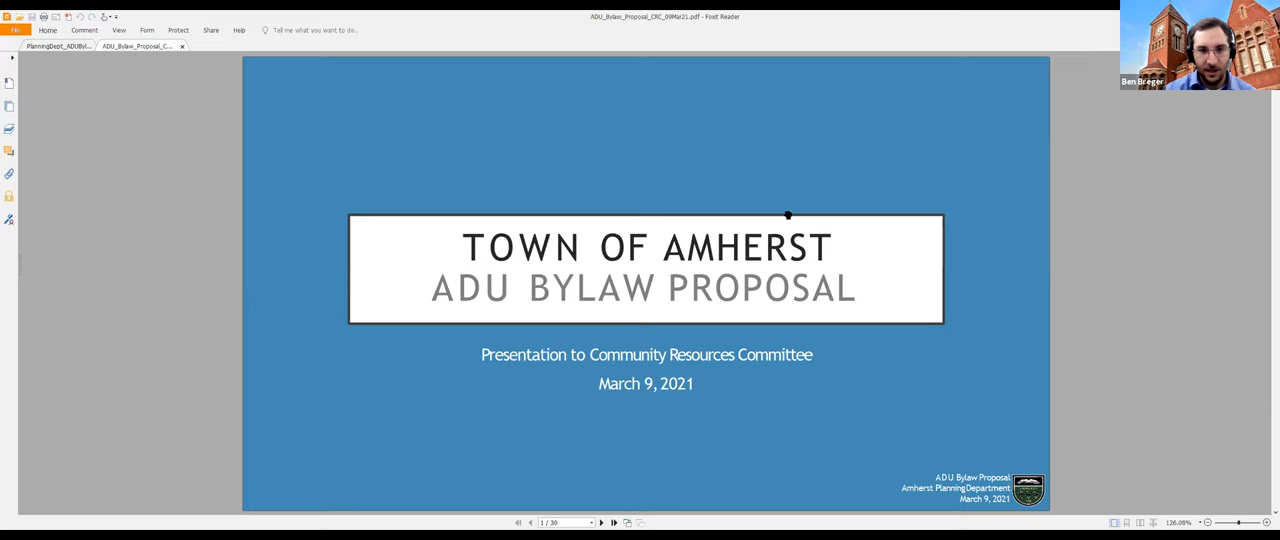 ADU_Bylaw_Proposal_CRC_09Mar21.pdf - Foxit Reader
File Home Comment View Form Protect Share Help Tell me what you want to do..
PlanningDept_ADUByl... ADU_Bylaw_Proposal_C...
Ben Breger
TOWN OF AMHERST
ADU BYLAW PROPOSAL
Presentation to Community Resources Committee
March 9, 2021
ADU Bylaw Proposal
Amherst Planning Department
March 9, 2021
1 / 30
126.08%